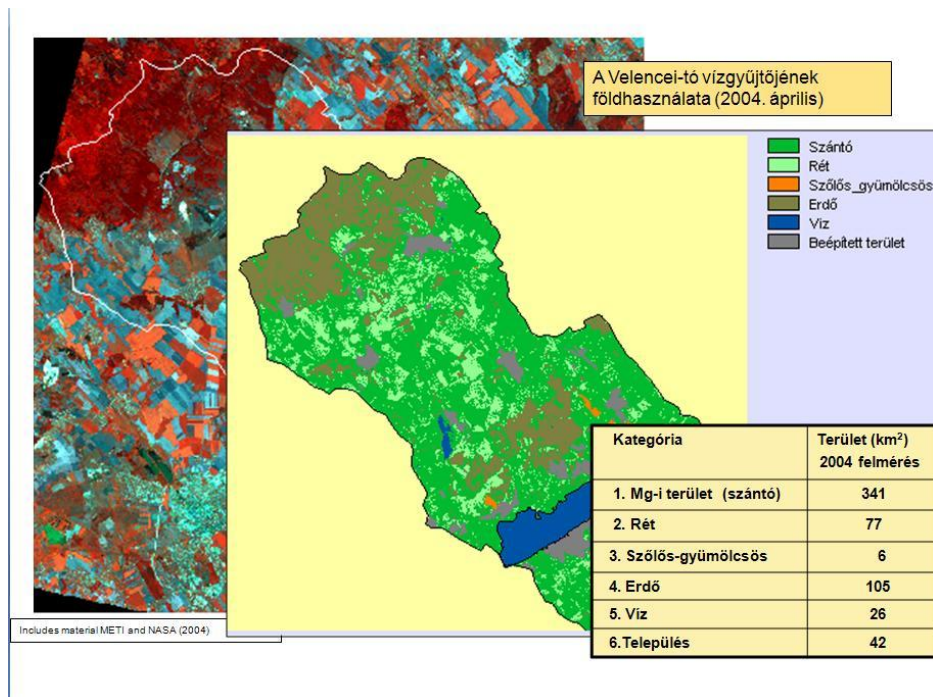 A Velencei-tó vízgyűjtőjének
földhasználata (2004. április)
Szántó
Rét
Szőlős_gyümölcsös
Erdő
Víz
Beépített terület
Kategória
Terület (km²)
2004 felmérés
1. Mg-i terület (szántó) 341
2. Rét 77
3. Szőlős-gyümölcsös 6
4. Erdő 105
5. Víz 26
6.Település 42
Includes material METI and NASA (2004)